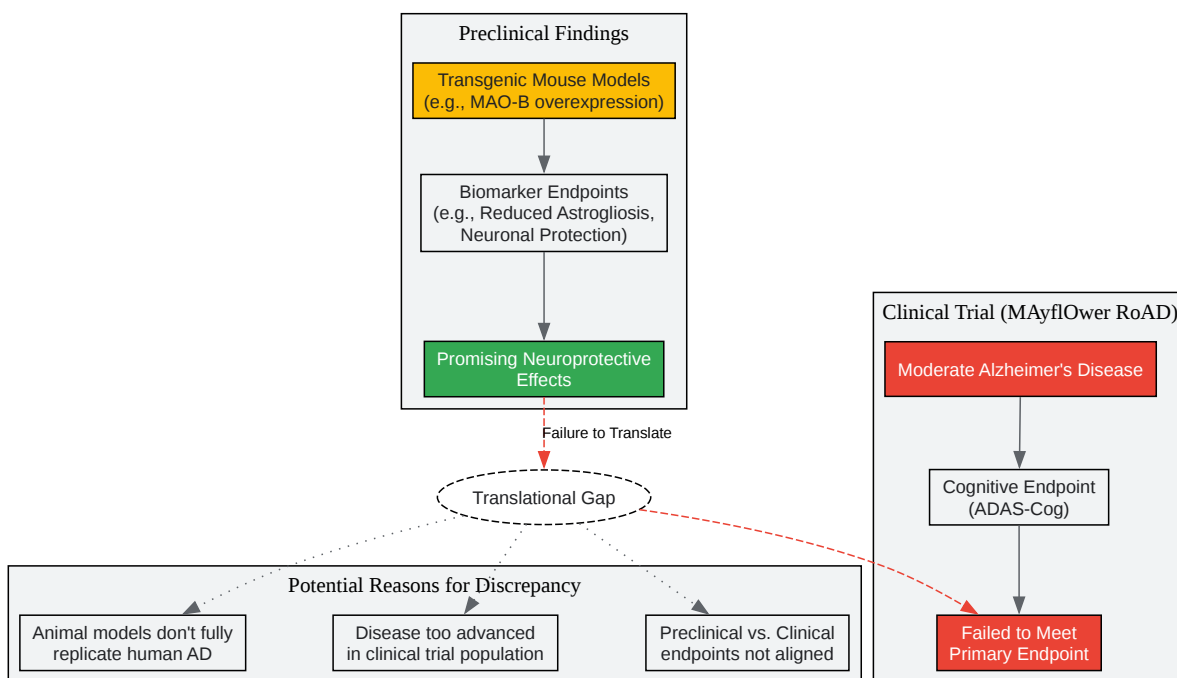 Preclinical Findings
Transgenic Mouse Models
(e.g., MAO-B overexpression)
Biomarker Endpoints
(e.g., Reduced Astrogliosis,
Neuronal Protection)
Promising Neuroprotective
Effects
Failure to Translate
Translational Gap
Clinical Trial (MAyflOwer RoAD)
Moderate Alzheimer's Disease
Cognitive Endpoint
(ADAS-Cog)
Failed to Meet
Primary Endpoint
Potential Reasons for Discrepancy
Animal models don't fully
replicate human AD
Disease too advanced
in clinical trial population
Preclinical vs. Clinical
endpoints not aligned